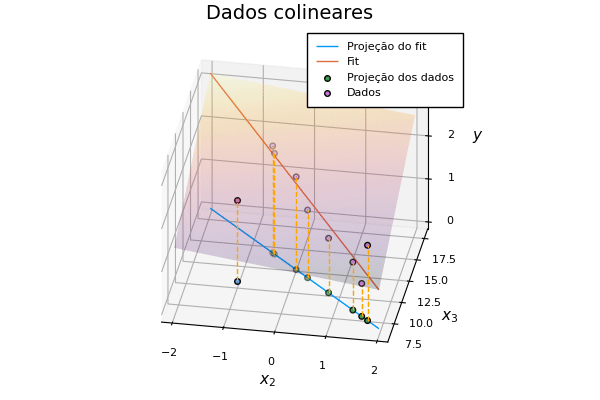 Dados colineares
Projeção do fit
Fit
Projeção dos dados
Dados
2
y
1
0
17.5
15.0
12.5
x₃
10.0
7.5
−2
−1
0
1
2
x₂